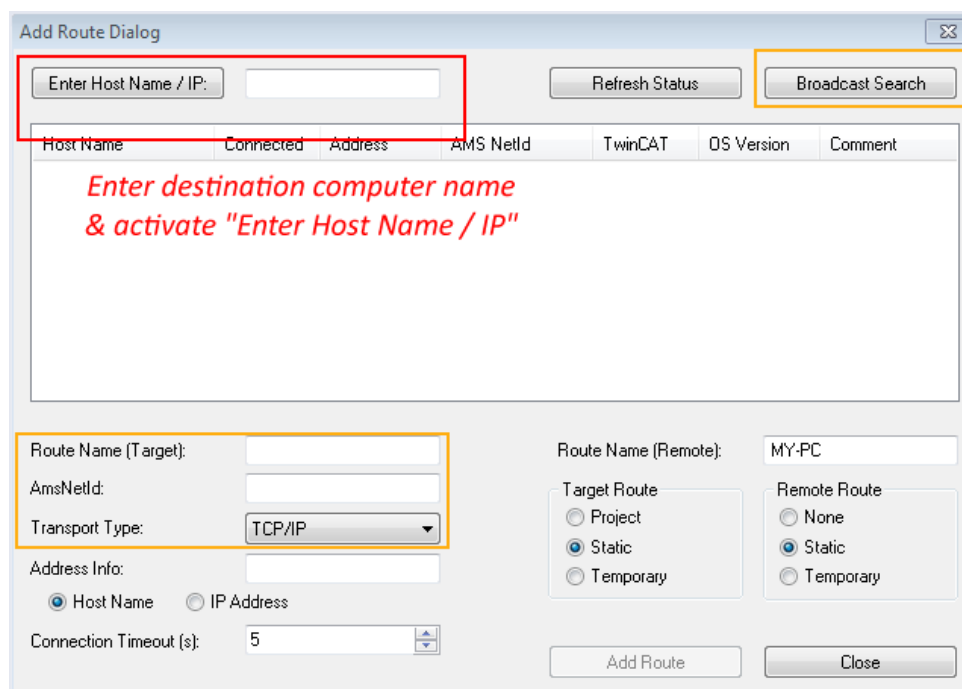 Add Route Dialog
Enter Host Name / IP:
Refresh Status
Broadcast Search
Host Name Connected Address AMS NetId TwinCAT OS Version Comment
Enter destination computer name
& activate "Enter Host Name / IP"
Route Name (Target):
Route Name (Remote): MY-PC
AmsNetId:
Target Route
Remote Route
Project
None
Transport Type: TCP/IP
Static
Static
Address Info:
Temporary
Temporary
Host Name IP Address
Connection Timeout (s): 5
Add Route
Close